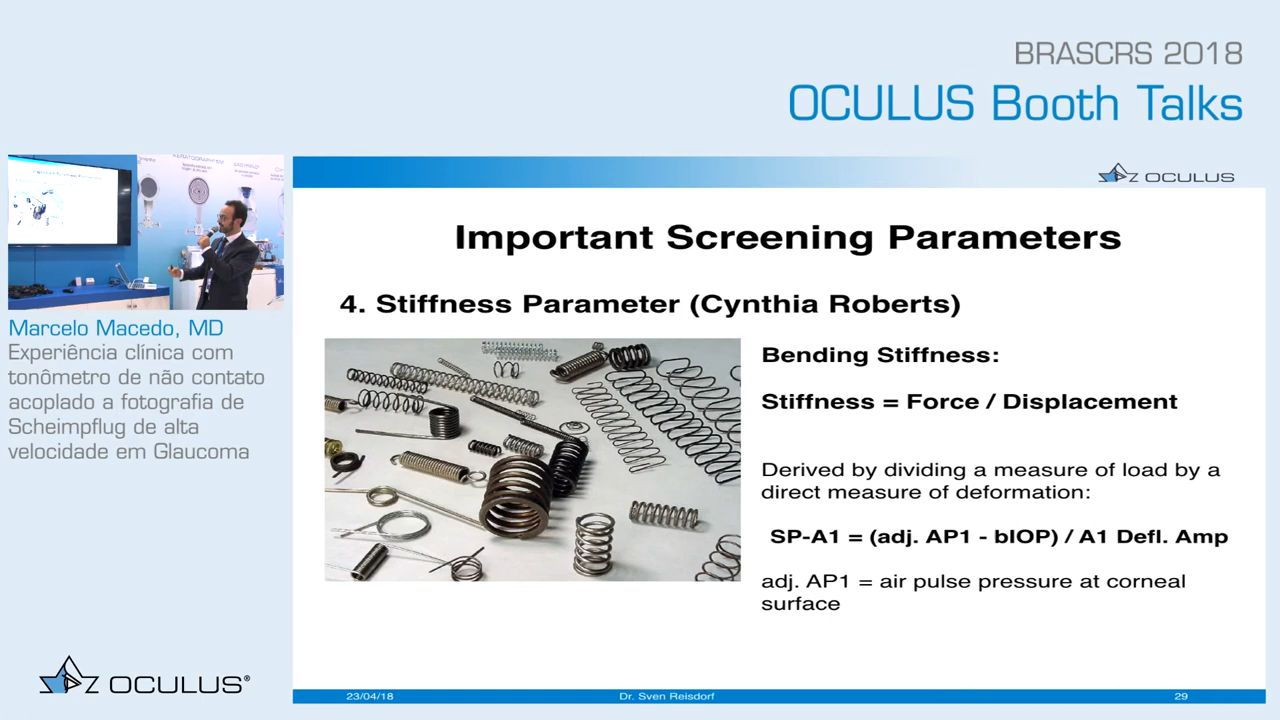 BRASCRS 2018
OCULUS Booth Talks
OCULUS
Important Screening Parameters
4. Stiffness Parameter (Cynthia Roberts)
Bending Stiffness:
Stiffness = Force / Displacement
Derived by dividing a measure of load by a
direct measure of deformation:
SP-A1 = (adj. AP1 - bIOP) / A1 Defl. Amp
adj. AP1 = air pulse pressure at corneal
surface
Marcelo Macedo, MD
Experiência clínica com
tonômetro de não contato
acoplado a fotografia de
Scheimpflug de alta
velocidade em Glaucoma
OCULUS®
23/04/18 Dr. Sven Reisdorf 29